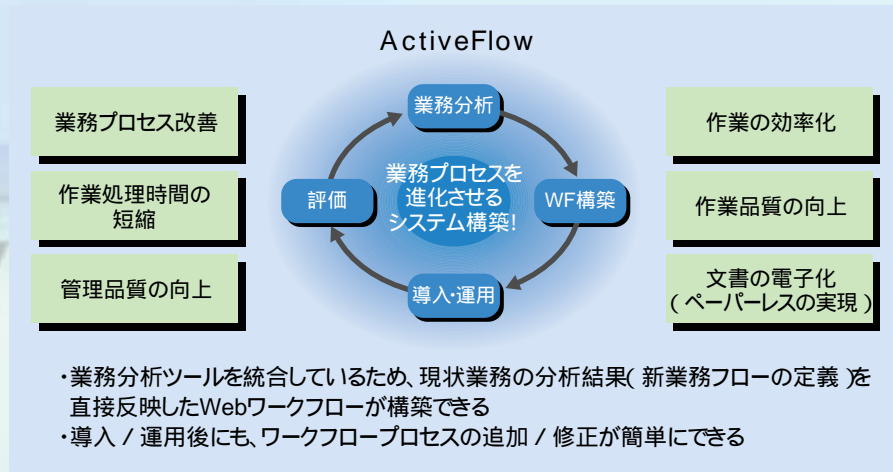 ActiveFlow
業務プロセス改善
作業処理時間の
短縮
管理品質の向上
業務分析
評価
業務プロセスを
進化させる
システム構築!
WF構築
導入・運用
作業の効率化
作業品質の向上
文書の電子化
(ペーパーレスの実現)
・業務分析ツールを統合しているため、現状業務の分析結果(新業務フローの定義)を
直接反映したWebワークフローが構築できる
・導入/運用後にも、ワークフロープロセスの追加/修正が簡単にできる